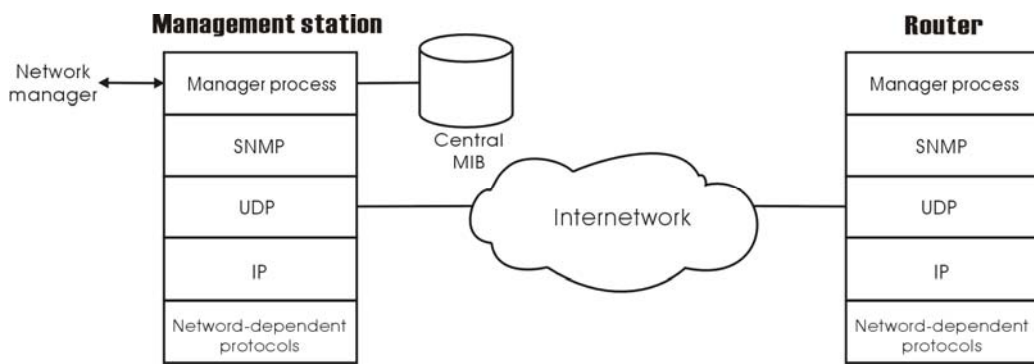 Management station
Router
Network
manager
Manager process
SNMP
UDP
IP
Netword-dependent
protocols
Central
MIB
Internetwork
Manager process
SNMP
UDP
IP
Netword-dependent
protocols